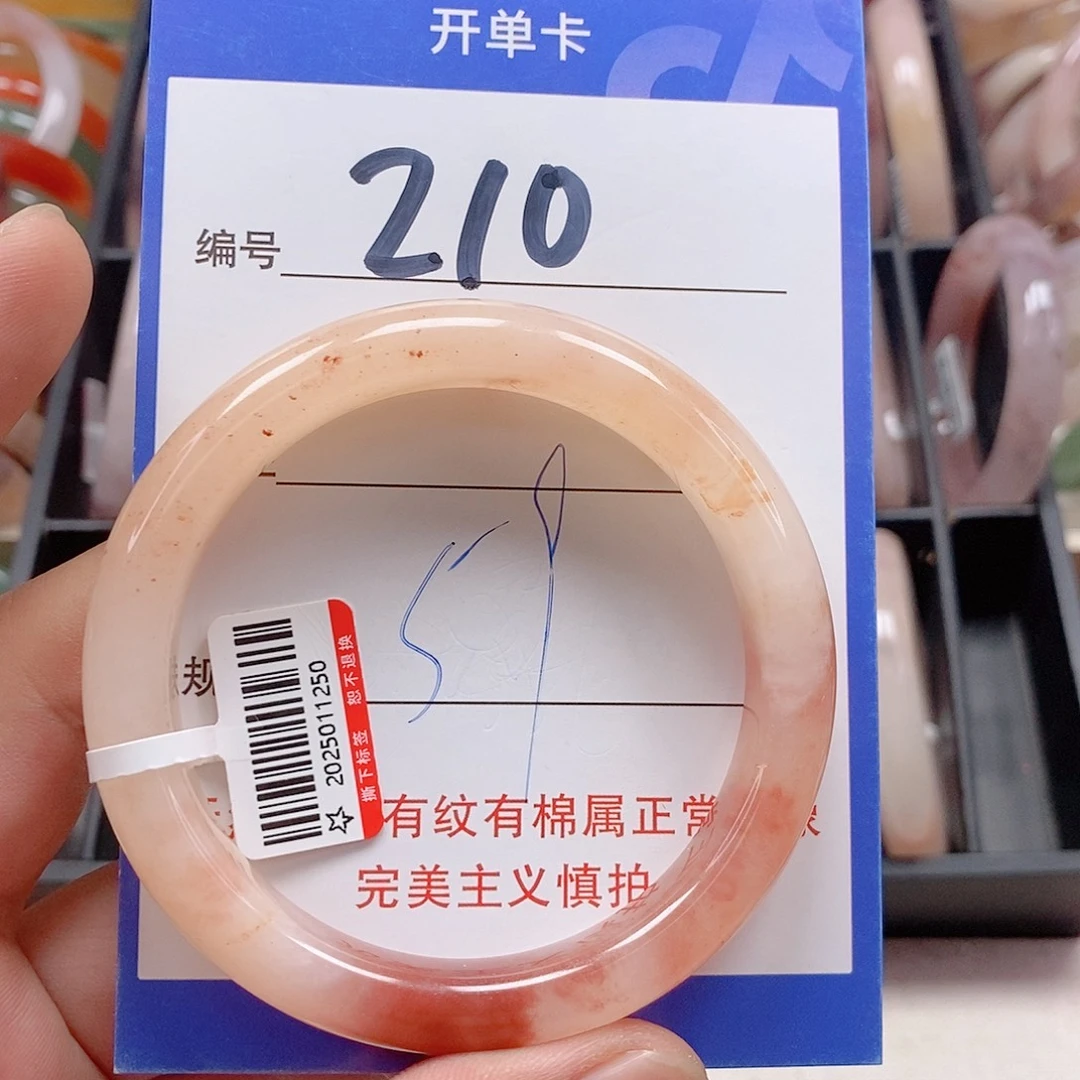 开单卡
编号 210
规
2025011250
撕下标签 恕不退换
有纹有棉属正常
完美主义慎拍